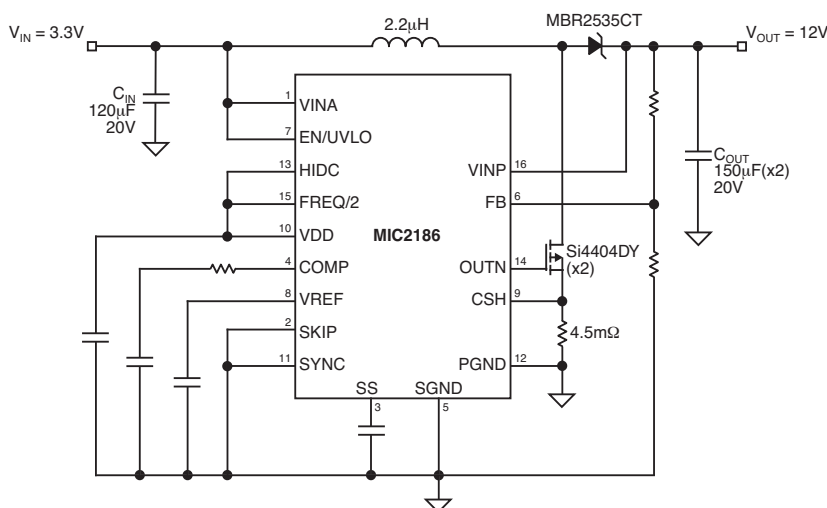 V_IN = 3.3V
2.2µH
MBR2535CT
V_OUT = 12V
C_IN
120µF
20V
1
VINA
7
EN/UVLO
13
HIDC
15
FREQ/2
10
VDD
4
COMP
8
VREF
2
SKIP
11
SYNC
MIC2186
VINP
16
FB
6
OUTN
14
CSH
9
PGND
12
SS
3
SGND
5
Si4404DY
(x2)
4.5mΩ
C_OUT
150µF(x2)
20V